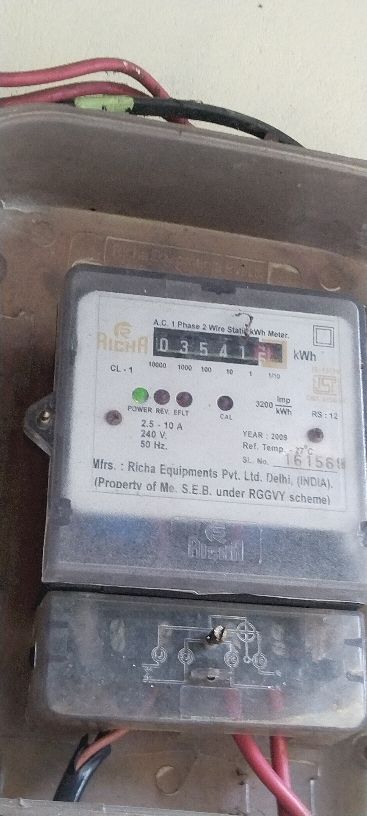 A.C. 1 Phase 2 Wire Static kWh Meter.
RICHA
03541
kWh
10000 1000 100 10 1 1/10
CL - 1
POWER REV. EFLT CAL
3200 Imp/kWh
RS : 12
2.5 - 10 A
240 V.
50 Hz.
YEAR : 2009
Ref. Temp. - 27°C
SL. No.
Mfrs. : Richa Equipments Pvt. Ltd. Delhi, (INDIA).
(Property of Me. S.E.B. under RGGVY scheme)
RICHA